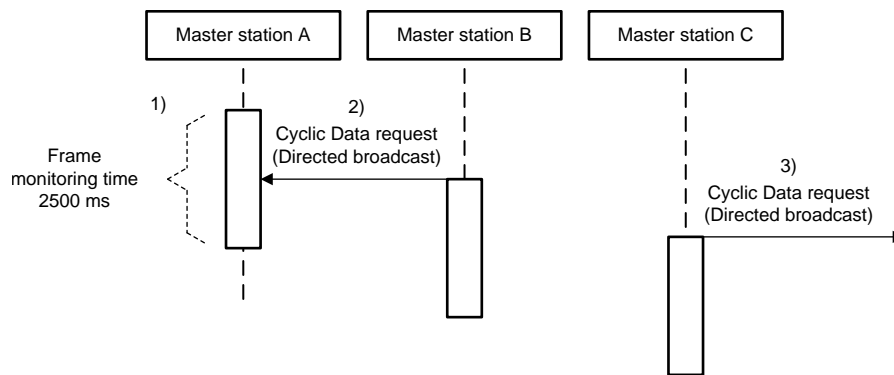 Master station A
Master station B
Master station C
1)
2)
Cyclic Data request
(Directed broadcast)
Frame
monitoring time
2500 ms
3)
Cyclic Data request
(Directed broadcast)